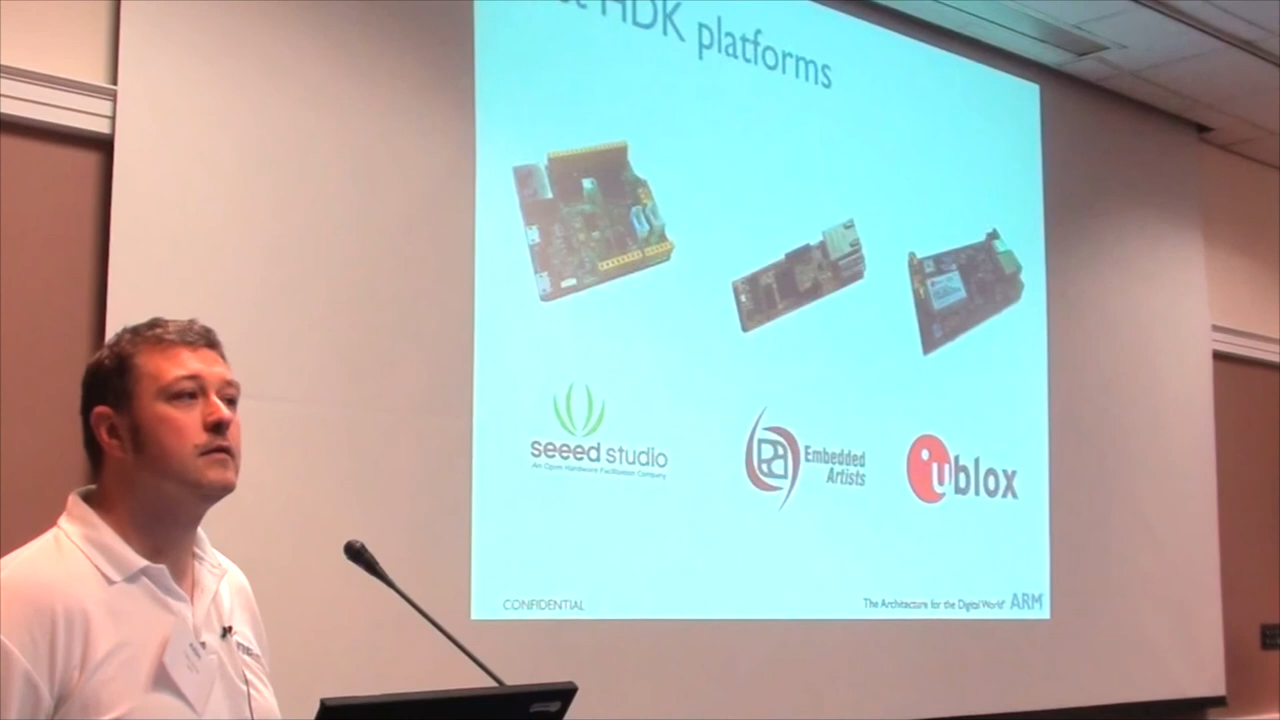 HDK platforms
seeed studio
An Open Hardware Facilitation Company
Embedded
Artists
ublox
CONFIDENTIAL
The Architecture for the Digital World® ARM